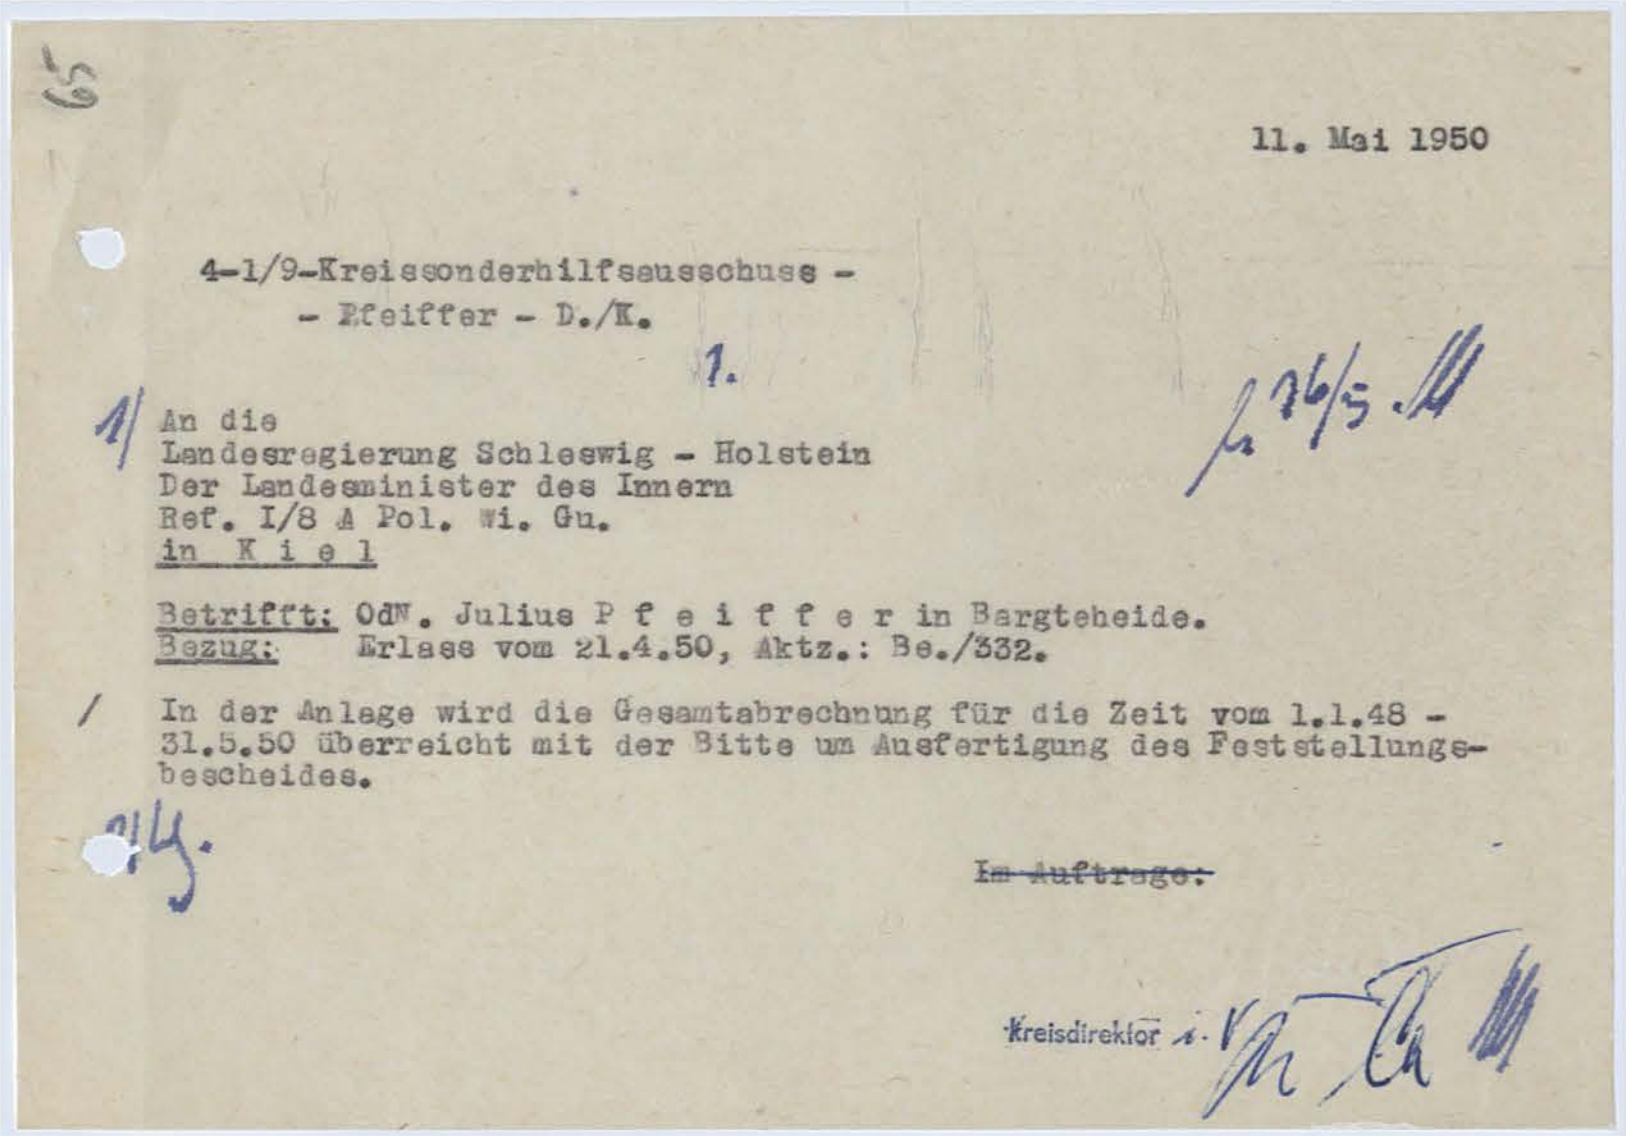 65
11. Mai 1950
4-1/9-Kreissonderhilfsausschuss -
- Pfeiffer - D./K.
1.
1/ An die
Landesregierung Schleswig - Holstein
Der Landesminister des Innern
Ref. I/8 A Pol. Wi. Gu.
in K i e l
Betrifft: OdN. Julius P f e i f f e r in Bargteheide.
Bezug: Erlass vom 21.4.50, Aktz.: Be./332.
/ In der Anlage wird die Gesamtabrechnung für die Zeit vom 1.1.48 -
31.5.50 überreicht mit der Bitte um Ausfertigung des Feststellungs-
bescheides.
Im Auftrage:
Kreisdirektor i. V.